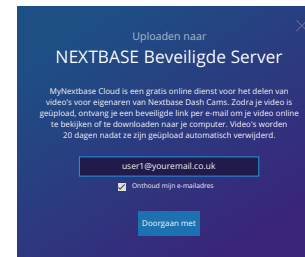 Uploaden naar
NEXTBASE Beveiligde Server
MyNextbase Cloud is een gratis online dienst voor het delen van
video's voor eigenaren van Nextbase Dash Cams. Zodra je video is
geüpload, ontvang je een beveiligde link per e-mail om je video online
te bekijken of te downloaden naar je computer. Video's worden
20 dagen nadat ze zijn geüpload automatisch verwijderd.
user1@youremail.co.uk
Onthoud mijn e-mailadres
Doorgaan met